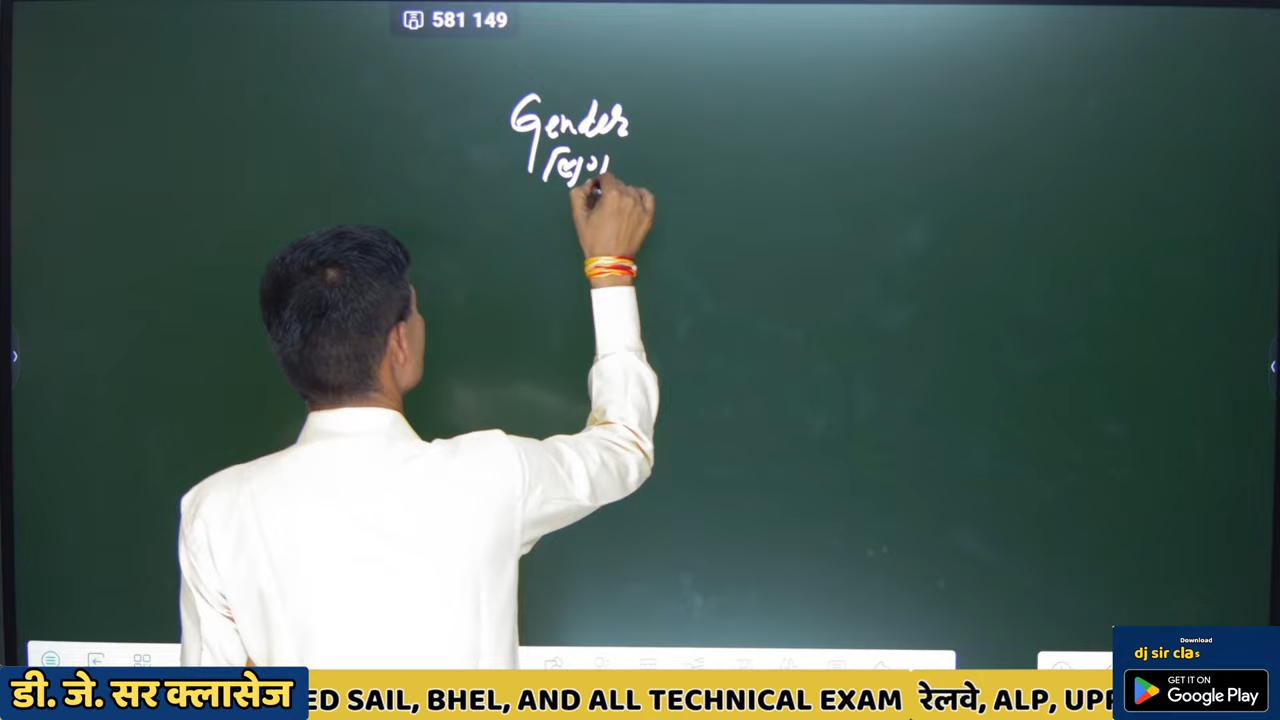 581 149
Gender
लिंग
Download
dj sir clas
डी. जे. सर क्लासेज
ED SAIL, BHEL, AND ALL TECHNICAL EXAM रेलवे, ALP, UPP
GET IT ON
Google Play